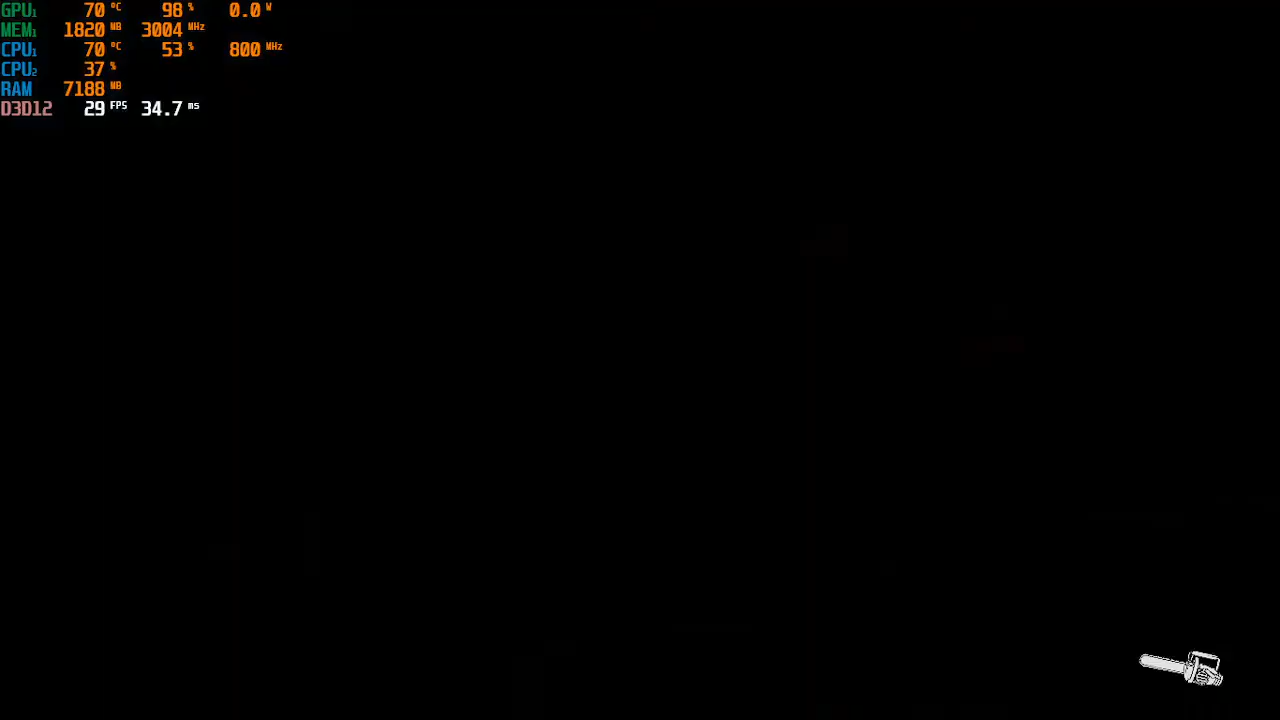 GPU1 70 °C 98 % 0.0 W
MEM1 1820 MB 3004 MHz
CPU1 70 °C 53 % 800 MHz
CPU2 37 %
RAM 7188 MB
D3D12 29 FPS 34.7 ms